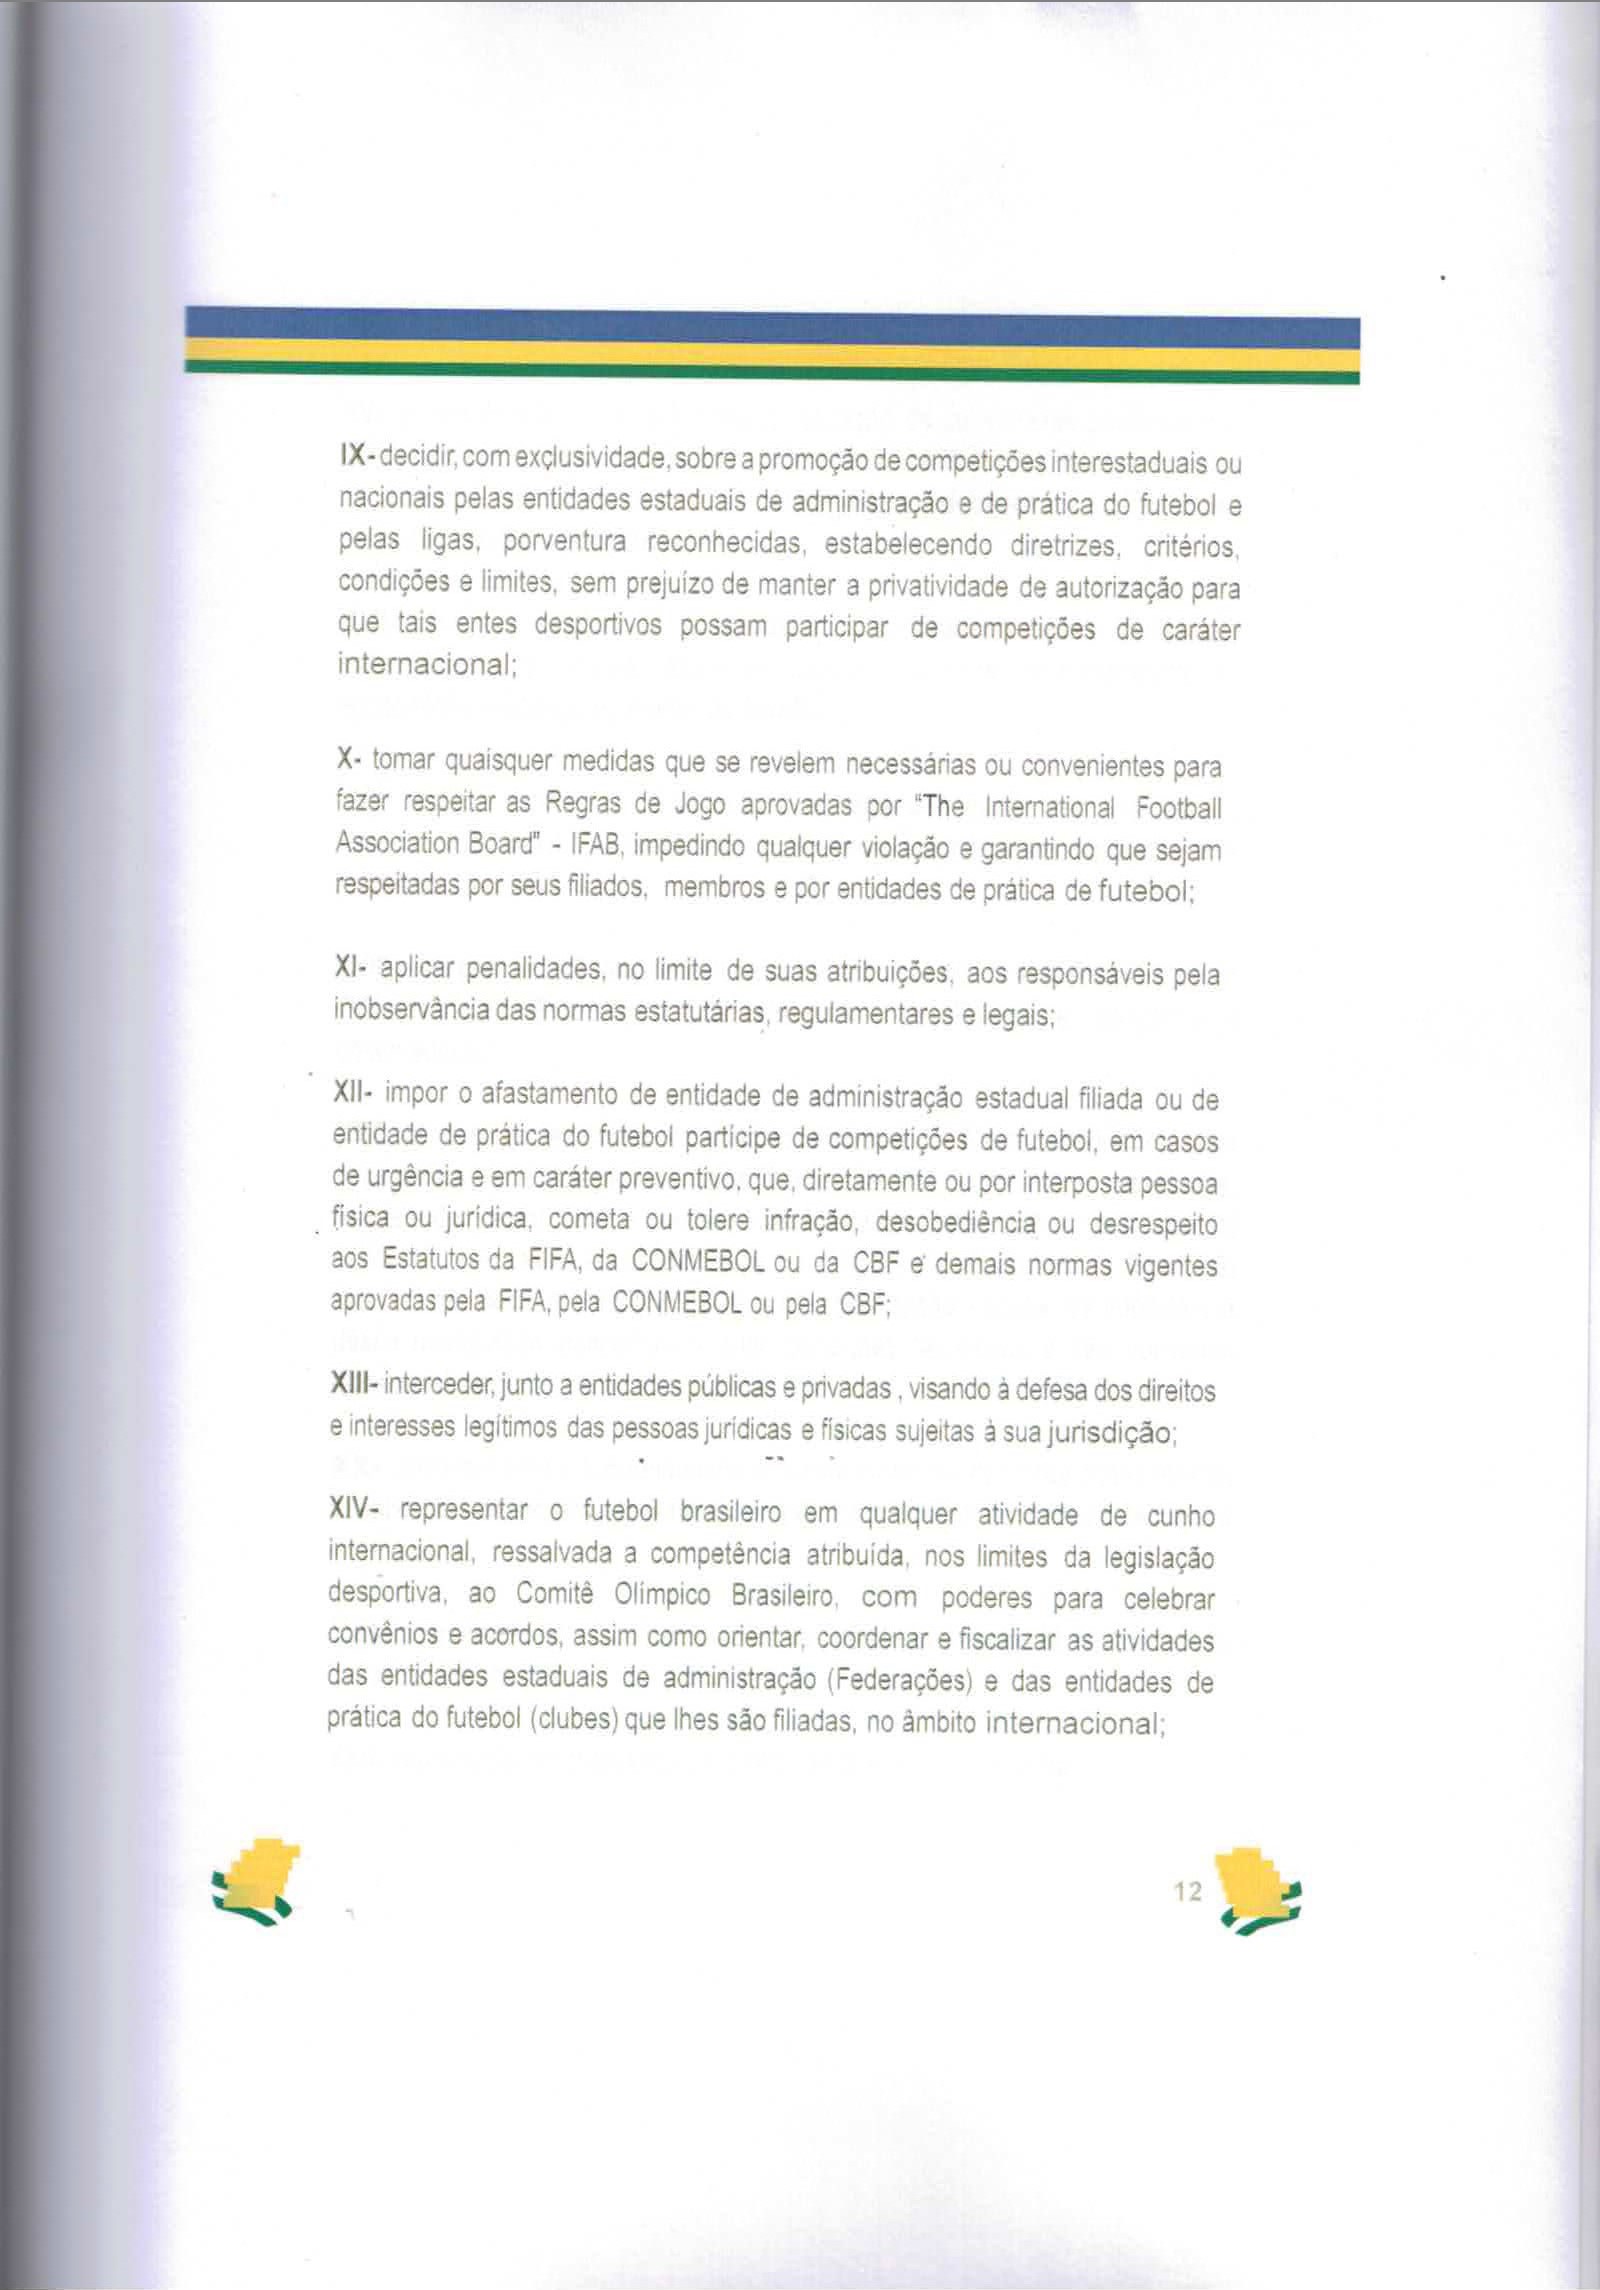 IX- decidir, com exclusividade, sobre a promoção de competições interestaduais ou
nacionais pelas entidades estaduais de administração e de prática do futebol e
pelas ligas, porventura reconhecidas, estabelecendo diretrizes, critérios,
condições e limites, sem prejuízo de manter a privatividade de autorização para
que tais entes desportivos possam participar de competições de caráter
internacional;
X- tomar quaisquer medidas que se revelem necessárias ou convenientes para
fazer respeitar as Regras de Jogo aprovadas por "The International Football
Association Board" - IFAB, impedindo qualquer violação e garantindo que sejam
respeitadas por seus filiados, membros e por entidades de prática de futebol;
XI- aplicar penalidades, no limite de suas atribuições, aos responsáveis pela
inobservância das normas estatutárias, regulamentares e legais;
XII- impor o afastamento de entidade de administração estadual filiada ou de
entidade de prática do futebol partícipe de competições de futebol, em casos
de urgência e em caráter preventivo, que, diretamente ou por interposta pessoa
física ou jurídica, cometa ou tolere infração, desobediência ou desrespeito
aos Estatutos da FIFA, da CONMEBOL ou da CBF e demais normas vigentes
aprovadas pela FIFA, pela CONMEBOL ou pela CBF;
XIII- interceder, junto a entidades públicas e privadas , visando à defesa dos direitos
e interesses legítimos das pessoas jurídicas e físicas sujeitas à sua jurisdição;
XIV- representar o futebol brasileiro em qualquer atividade de cunho
internacional, ressalvada a competência atribuída, nos limites da legislação
desportiva, ao Comitê Olímpico Brasileiro, com poderes para celebrar
convênios e acordos, assim como orientar, coordenar e fiscalizar as atividades
das entidades estaduais de administração (Federações) e das entidades de
prática do futebol (clubes) que lhes são filiadas, no âmbito internacional;
12